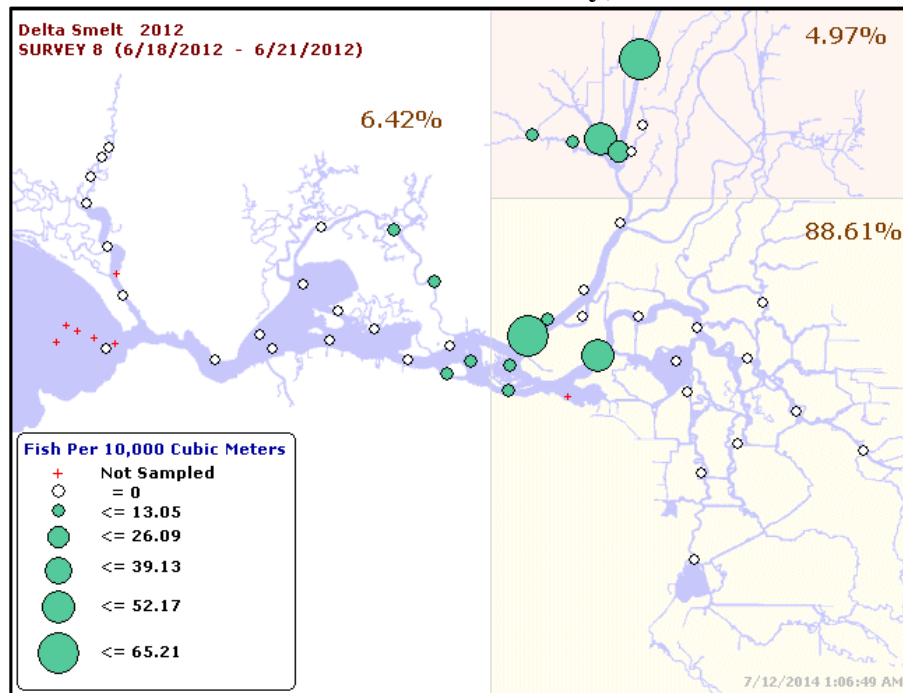 Delta Smelt 2012
SURVEY 8 (6/18/2012 - 6/21/2012)
4.97%
6.42%
88.61%
Fish Per 10,000 Cubic Meters
Not Sampled
= 0
<= 13.05
<= 26.09
<= 39.13
<= 52.17
<= 65.21
7/12/2014 1:06:49 AM